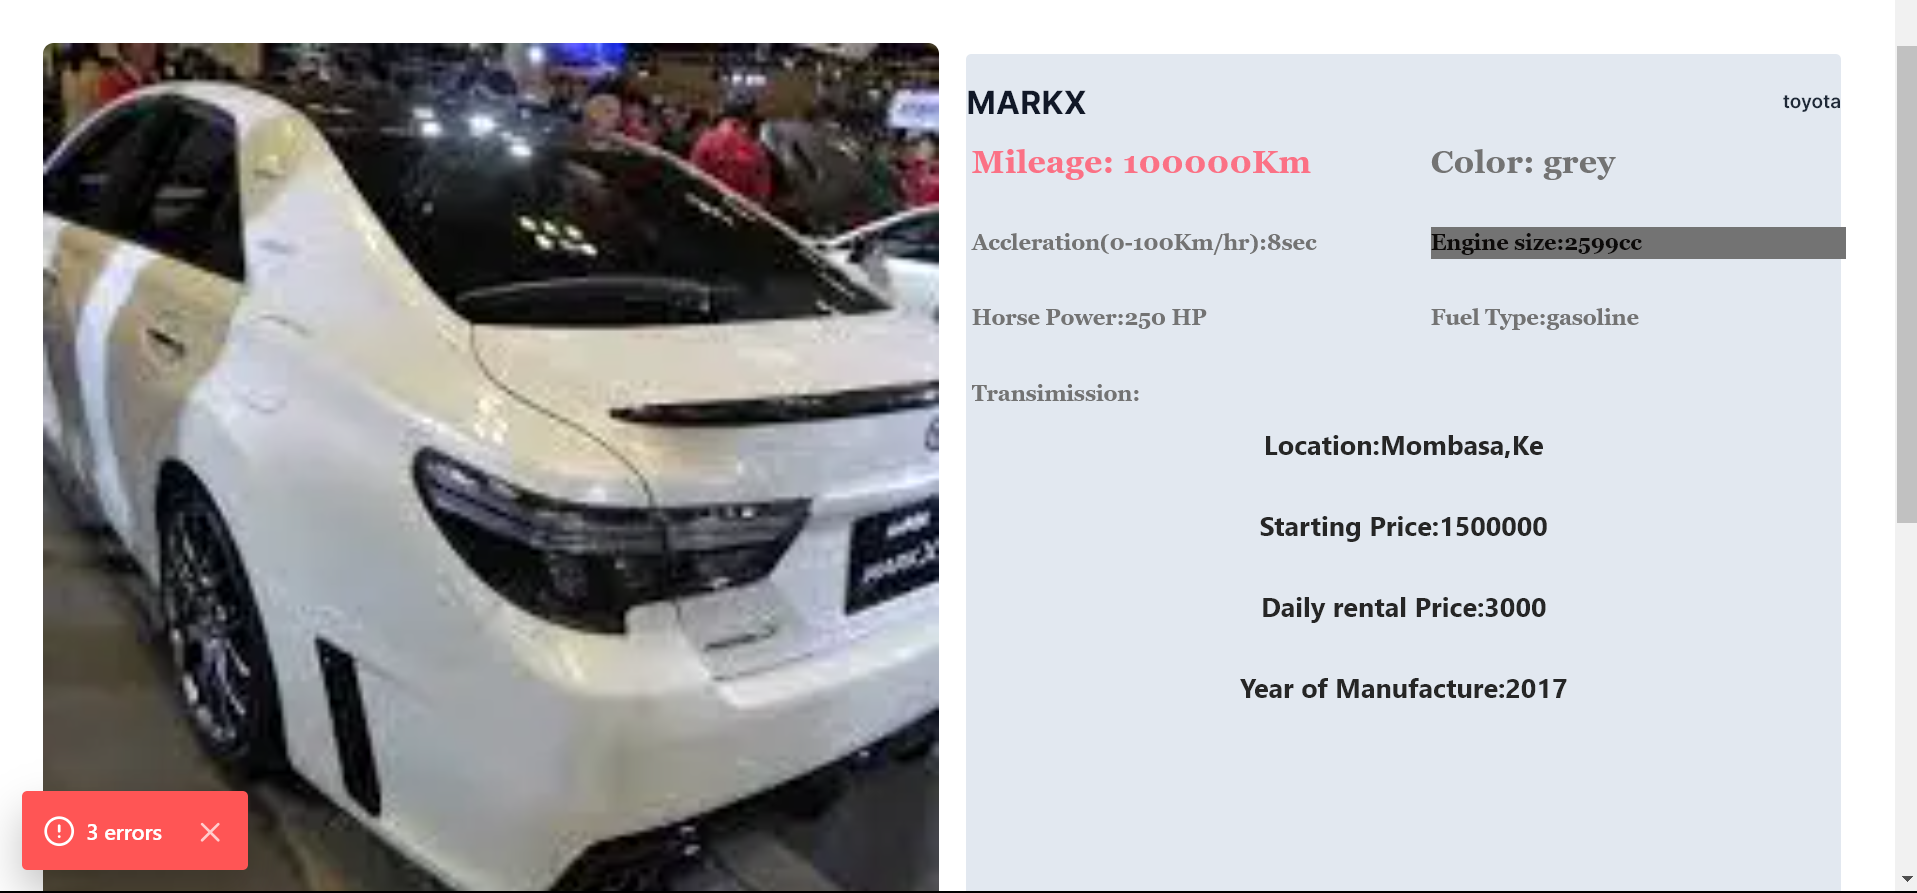 MARKX
toyota
Mileage: 100000Km
Color: grey
Accleration(0-100Km/hr):8sec
Engine size:2599cc
Horse Power:250 HP
Fuel Type:gasoline
Transimission:
Location:Mombasa,Ke
Starting Price:1500000
Daily rental Price:3000
Year of Manufacture:2017
3 errors